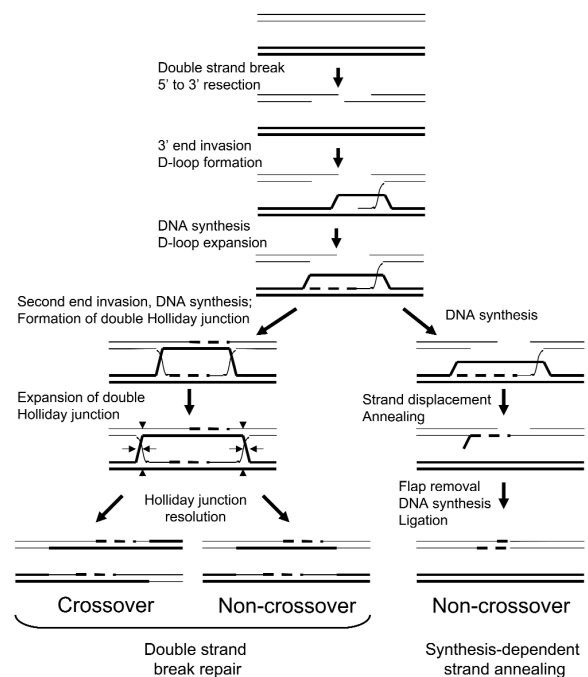 Double strand break
5' to 3' resection
3' end invasion
D-loop formation
DNA synthesis
D-loop expansion
Second end invasion, DNA synthesis;
Formation of double Holliday junction
DNA synthesis
Expansion of double
Holliday junction
Strand displacement
Annealing
Holliday junction
resolution
Flap removal
DNA synthesis
Ligation
Crossover
Non-crossover
Non-crossover
Double strand
break repair
Synthesis-dependent
strand annealing